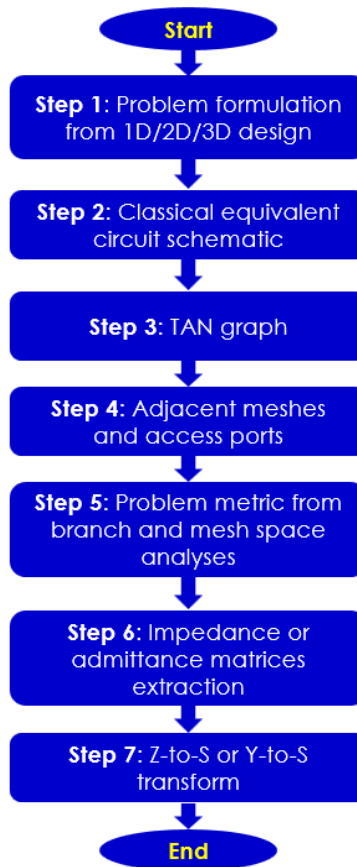 Start
Step 1: Problem formulation
from 1D/2D/3D design
Step 2: Classical equivalent
circuit schematic
Step 3: TAN graph
Step 4: Adjacent meshes
and access ports
Step 5: Problem metric from
branch and mesh space
analyses
Step 6: Impedance or
admittance matrices
extraction
Step 7: Z-to-S or Y-to-S
transform
End